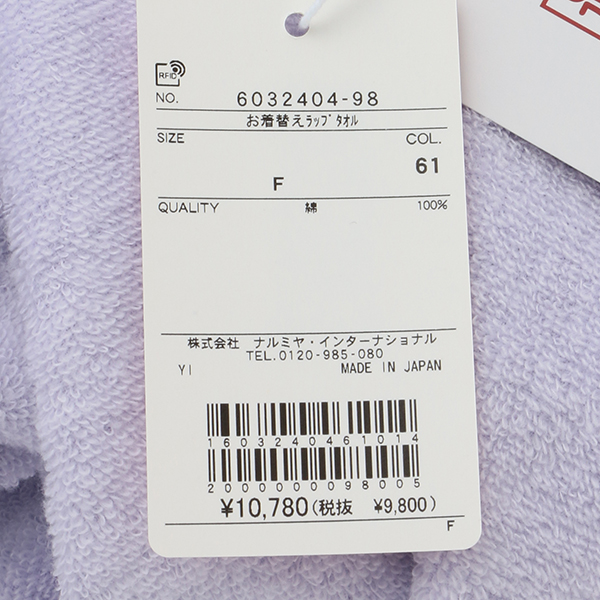 RFID
NO. 6032404-98
お着替えﾗｯﾌﾟﾀｵﾙ
SIZE COL.
F 61
QUALITY 綿 100%
株式会社 ナルミヤ・インターナショナル
TEL.0120-985-080
YI MADE IN JAPAN
1603240461014
2000000098005
¥10,780(税抜 ¥9,800)
F